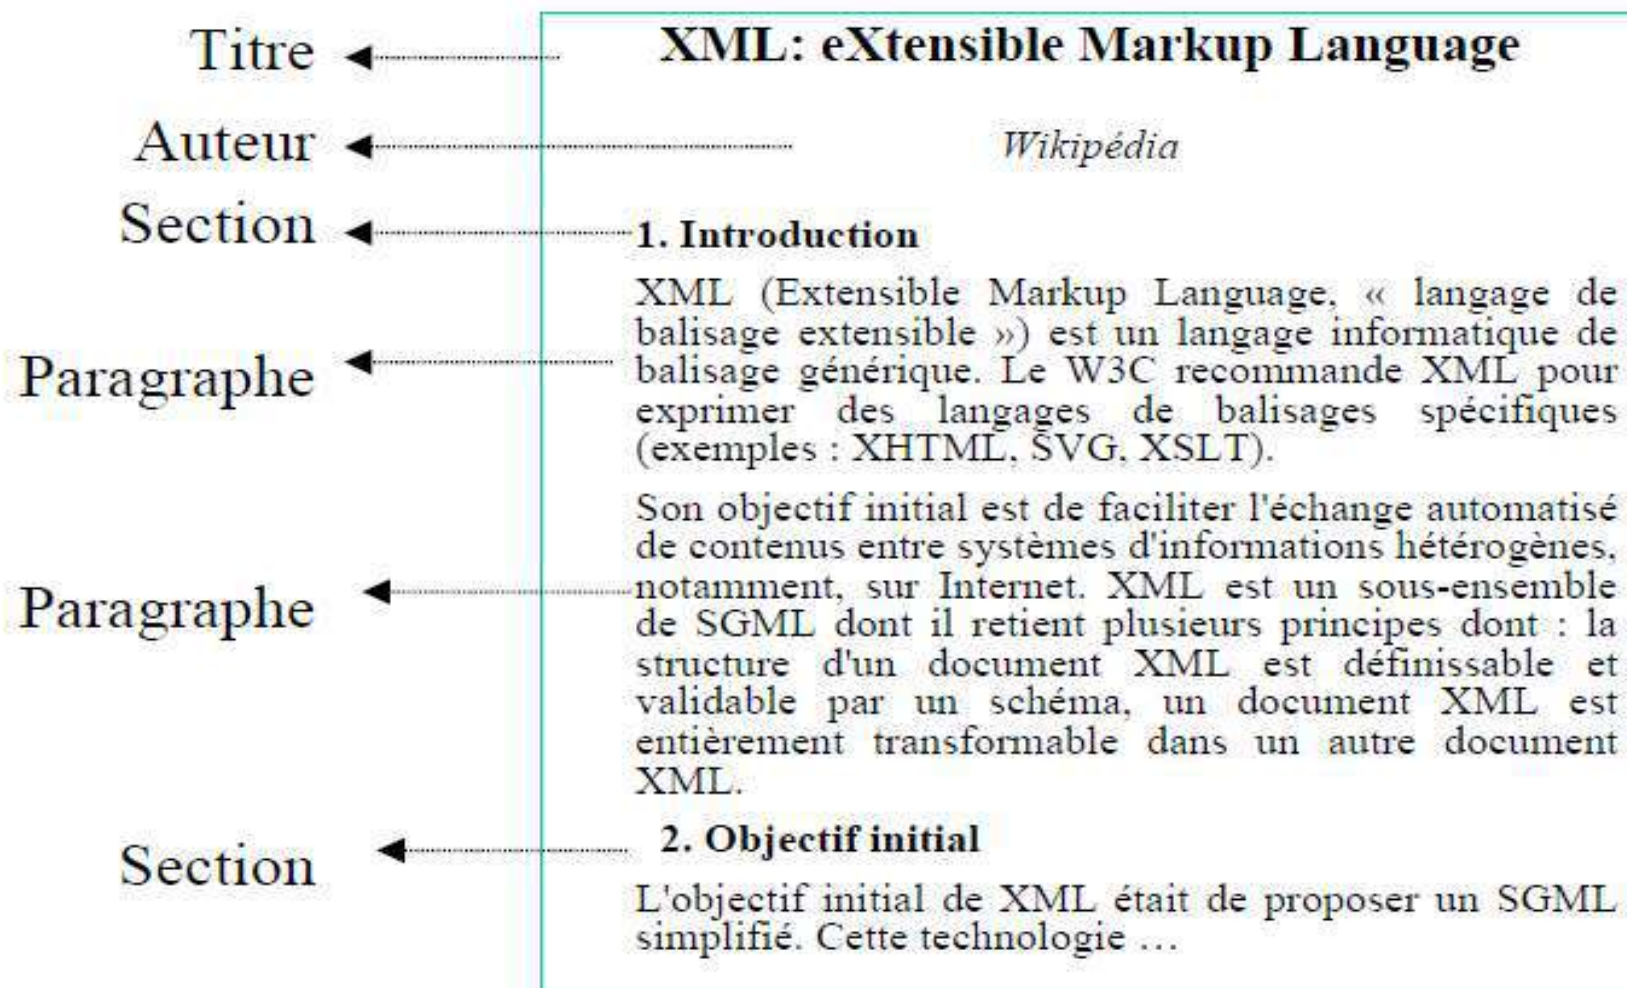 Titre
XML: eXtensible Markup Language
Auteur
Wikipédia
Section
1. Introduction
XML (Extensible Markup Language, « langage de
balisage extensible ») est un langage informatique de
Paragraphe
balisage générique. Le W3C recommande XML pour
exprimer des langages de balisages spécifiques
(exemples : XHTML, SVG, XSLT).
Son objectif initial est de faciliter l'échange automatisé
de contenus entre systèmes d'informations hétérogènes,
Paragraphe
notamment, sur Internet. XML est un sous-ensemble
de SGML dont il retient plusieurs principes dont : la
structure d'un document XML est définissable et
validable par un schéma, un document XML est
entièrement transformable dans un autre document
XML.
Section
2. Objectif initial
L'objectif initial de XML était de proposer un SGML
simplifié. Cette technologie …